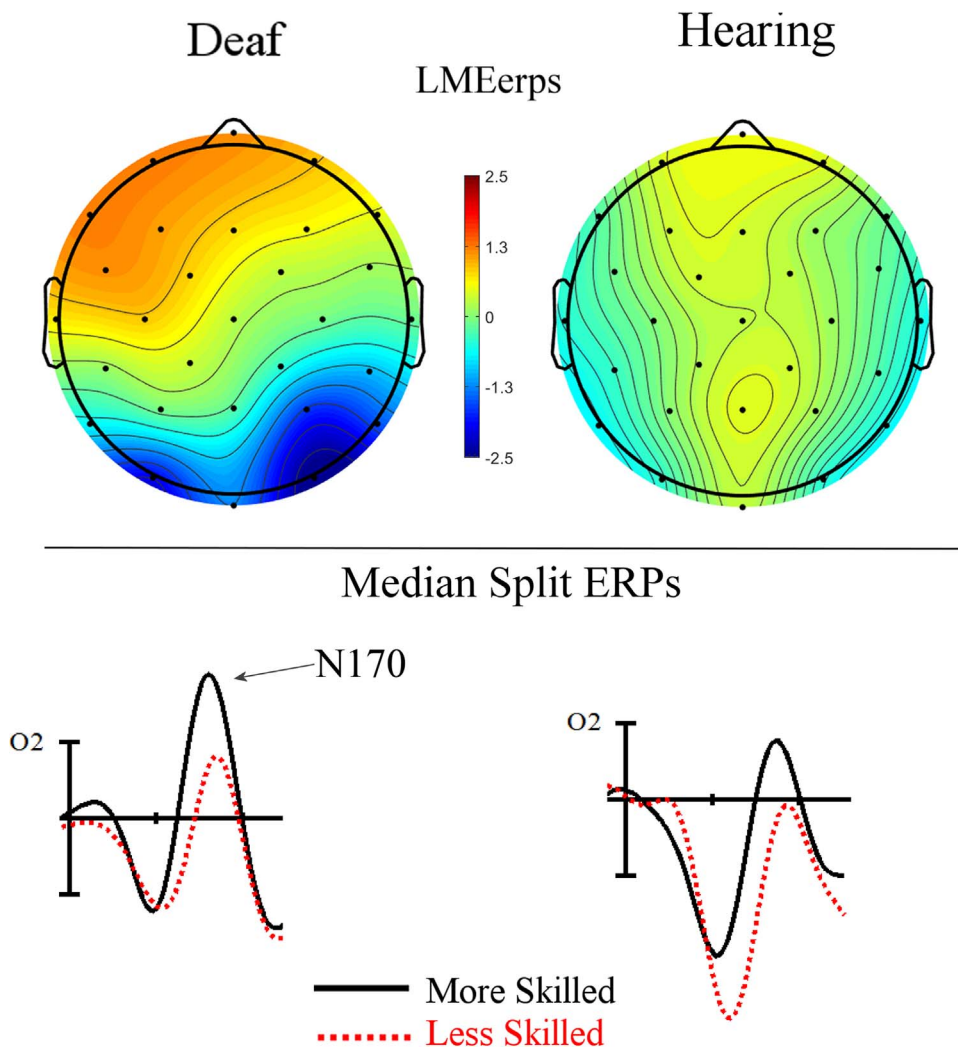 Deaf
Hearing
LMEerps
2.5
1.3
0
-1.3
-2.5
Median Split ERPs
N170
O2
O2
More Skilled
Less Skilled